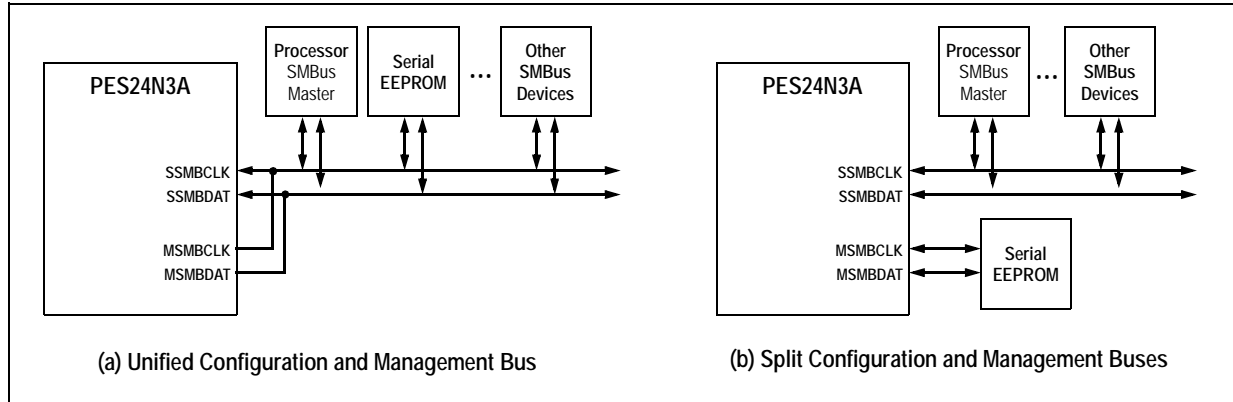 PES24N3A
Processor
SMBus
Master
Serial
EEPROM
...
Other
SMBus
Devices
SSMBCLK
SSMBDAT
MSMBCLK
MSMBDAT
(a) Unified Configuration and Management Bus
PES24N3A
Processor
SMBus
Master
...
Other
SMBus
Devices
SSMBCLK
SSMBDAT
MSMBCLK
MSMBDAT
Serial
EEPROM
(b) Split Configuration and Management Buses